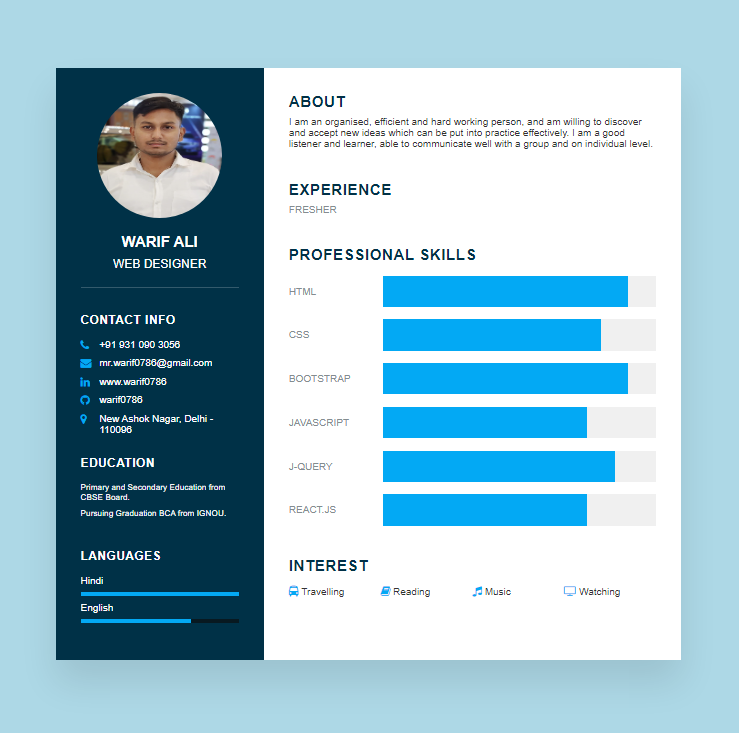 WARIF ALI
WEB DESIGNER
CONTACT INFO
+91 931 090 3056
mr.warif0786@gmail.com
www.warif0786
warif0786
New Ashok Nagar, Delhi -
110096
EDUCATION
Primary and Secondary Education from
CBSE Board.
Pursuing Graduation BCA from IGNOU.
LANGUAGES
Hindi
English
ABOUT
I am an organised, efficient and hard working person, and am willing to discover
and accept new ideas which can be put into practice effectively. I am a good
listener and learner, able to communicate well with a group and on individual level.
EXPERIENCE
FRESHER
PROFESSIONAL SKILLS
HTML
CSS
BOOTSTRAP
JAVASCRIPT
J-QUERY
REACT.JS
INTEREST
Travelling Reading Music Watching